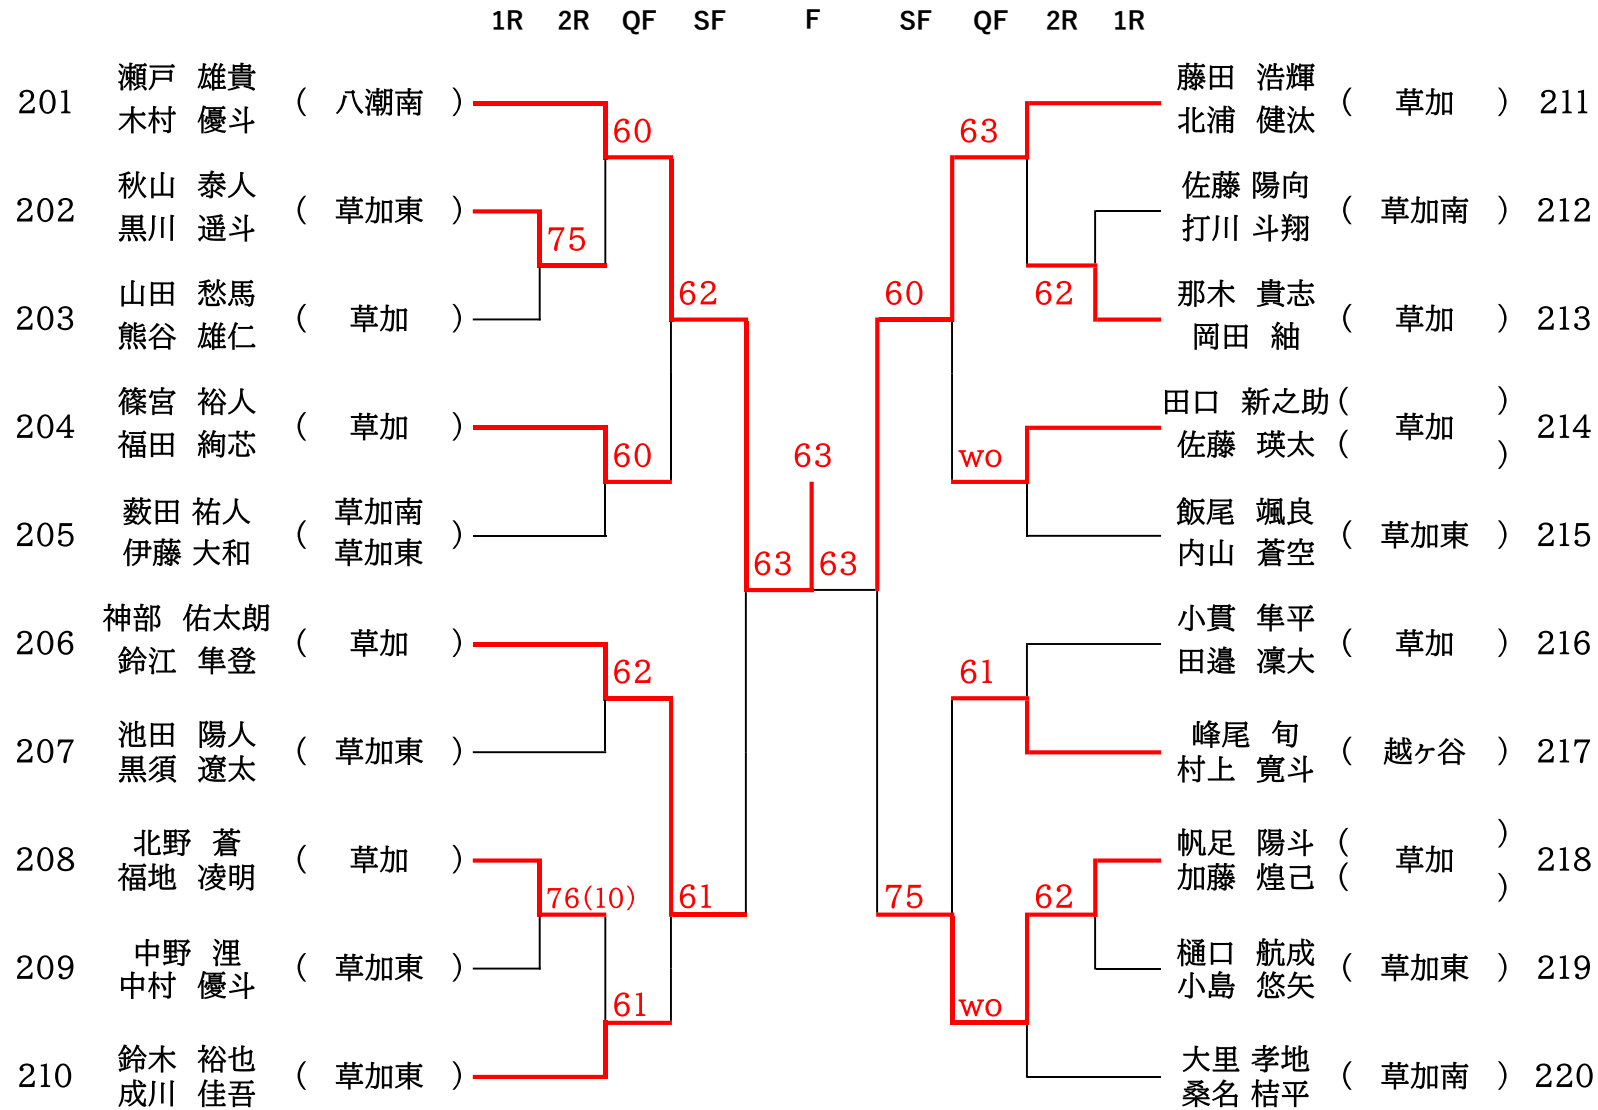 1R 2R QF SF F SF QF 2R 1R
201 瀬戸 雄貴 ( 八潮南 )
木村 優斗
202 秋山 泰人 ( 草加東 )
黒川 遥斗
203 山田 愁馬 ( 草加 )
熊谷 雄仁
204 篠宮 裕人 ( 草加 )
福田 絢芯
205 薮田 祐人 ( 草加南 )
伊藤 大和 草加東
206 神部 佑太朗 ( 草加 )
鈴江 隼登
207 池田 陽人 ( 草加東 )
黒須 遼太
208 北野 蒼 ( 草加 )
福地 凌明
209 中野 浬 ( 草加東 )
中村 優斗
210 鈴木 裕也 ( 草加東 )
成川 佳吾
60
75
62
60
63
62
76(10)
61
61
63
63
63
60
62
wo
61
75
62
wo
藤田 浩輝 ( 草加 ) 211
北浦 健汰
佐藤 陽向 ( 草加南 ) 212
打川 斗翔
那木 貴志 ( 草加 ) 213
岡田 紬
田口 新之助 ( 草加 ) 214
佐藤 瑛太 ( )
飯尾 颯良 ( 草加東 ) 215
内山 蒼空
小貫 隼平 ( 草加 ) 216
田邉 凜大
峰尾 旬 ( 越ヶ谷 ) 217
村上 寛斗
帆足 陽斗 ( 草加 ) 218
加藤 煌己 ( )
樋口 航成 ( 草加東 ) 219
小島 悠矢
大里 孝地 ( 草加南 ) 220
桑名 桔平